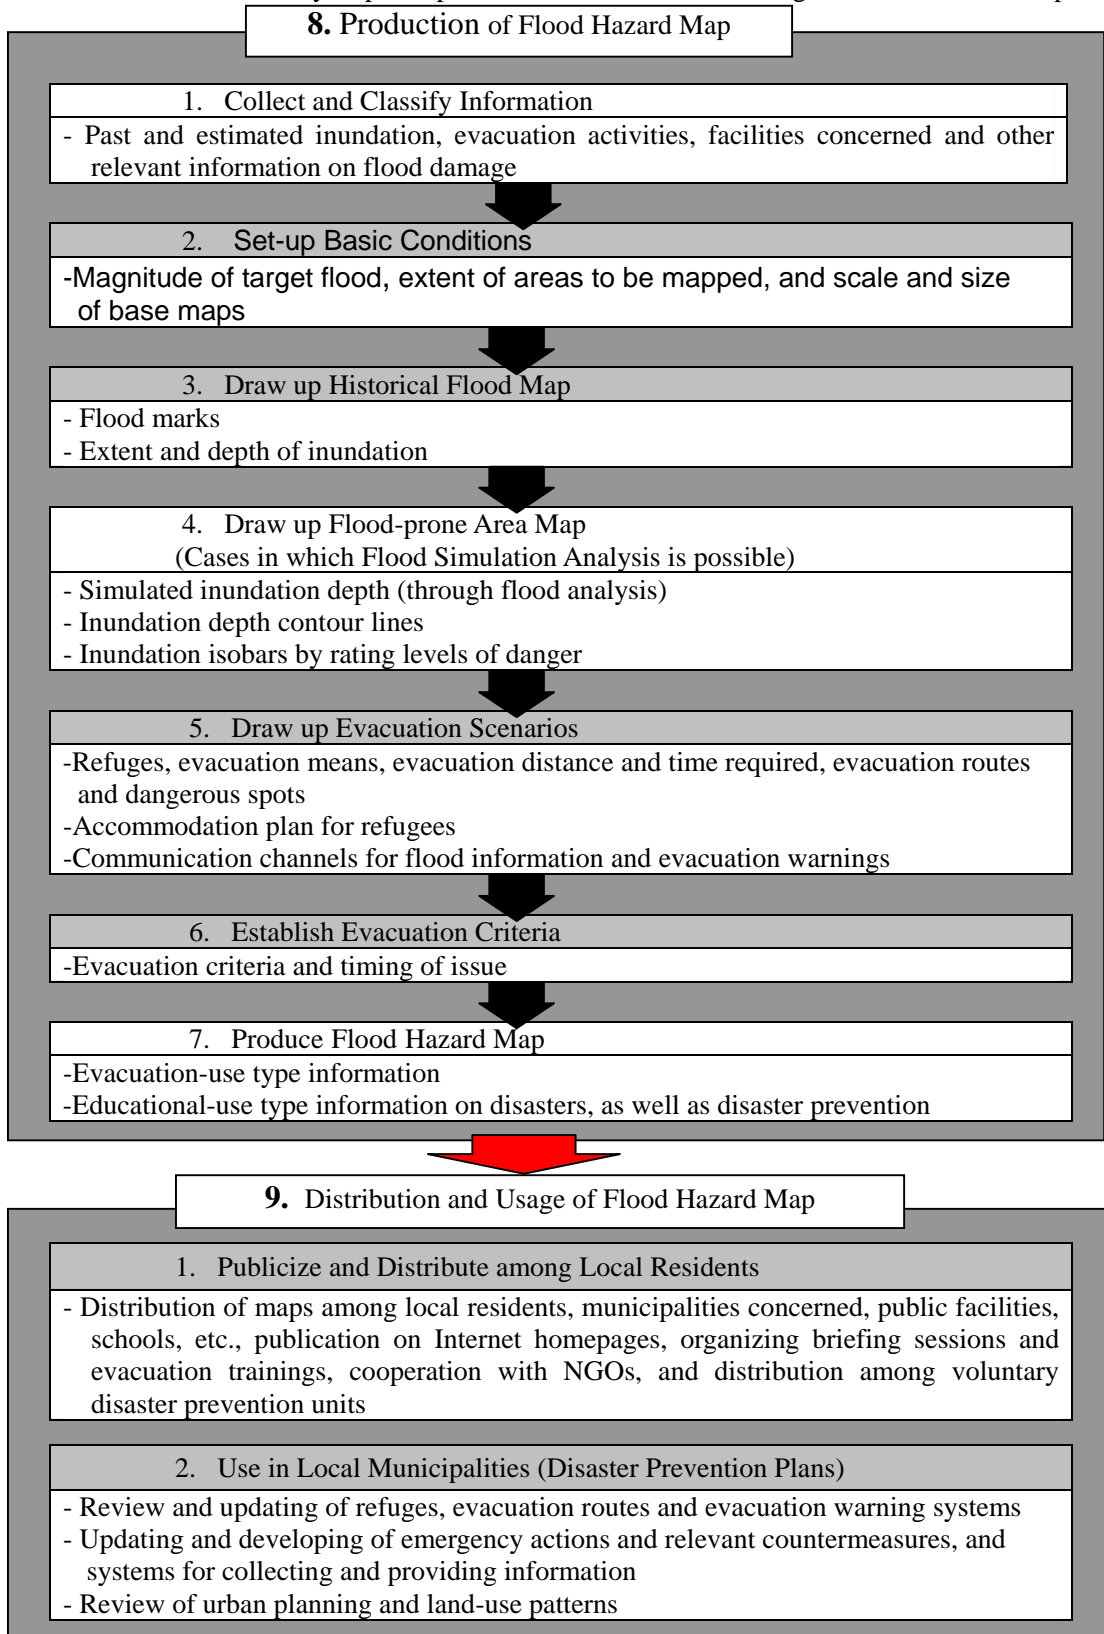 8. Production of Flood Hazard Map
1. Collect and Classify Information
- Past and estimated inundation, evacuation activities, facilities concerned and other
relevant information on flood damage
2. Set-up Basic Conditions
-Magnitude of target flood, extent of areas to be mapped, and scale and size
of base maps
3. Draw up Historical Flood Map
- Flood marks
- Extent and depth of inundation
4. Draw up Flood-prone Area Map
(Cases in which Flood Simulation Analysis is possible)
- Simulated inundation depth (through flood analysis)
- Inundation depth contour lines
- Inundation isobars by rating levels of danger
5. Draw up Evacuation Scenarios
-Refuges, evacuation means, evacuation distance and time required, evacuation routes
and dangerous spots
-Accommodation plan for refugees
-Communication channels for flood information and evacuation warnings
6. Establish Evacuation Criteria
-Evacuation criteria and timing of issue
7. Produce Flood Hazard Map
-Evacuation-use type information
-Educational-use type information on disasters, as well as disaster prevention
9. Distribution and Usage of Flood Hazard Map
1. Publicize and Distribute among Local Residents
- Distribution of maps among local residents, municipalities concerned, public facilities,
schools, etc., publication on Internet homepages, organizing briefing sessions and
evacuation trainings, cooperation with NGOs, and distribution among voluntary
disaster prevention units
2. Use in Local Municipalities (Disaster Prevention Plans)
- Review and updating of refuges, evacuation routes and evacuation warning systems
- Updating and developing of emergency actions and relevant countermeasures, and
systems for collecting and providing information
- Review of urban planning and land-use patterns